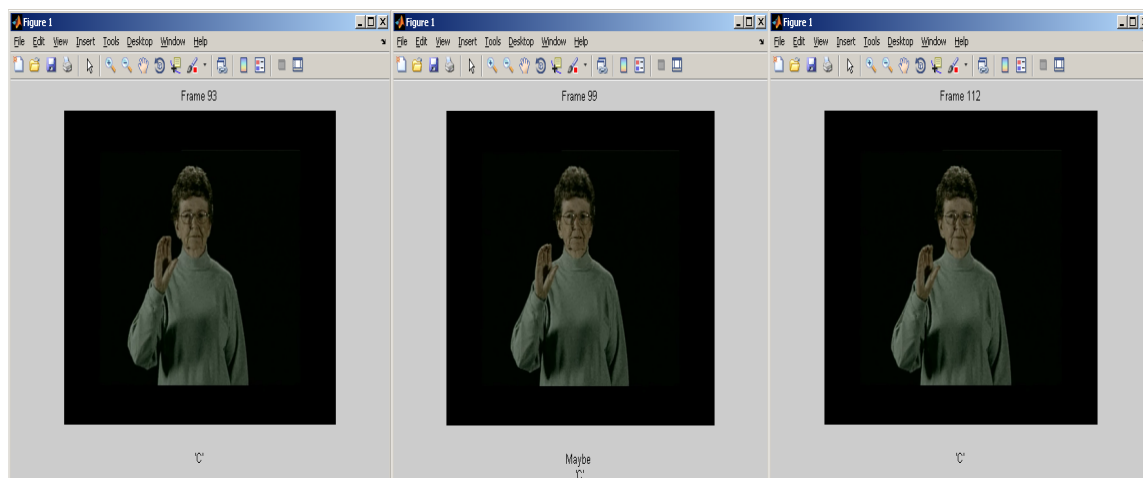 Figure 1
File Edit View Insert Tools Desktop Window Help
Frame 93
'C'
Figure 1
File Edit View Insert Tools Desktop Window Help
Frame 99
Maybe
'C'
Figure 1
File Edit View Insert Tools Desktop Window Help
Frame 112
'C'